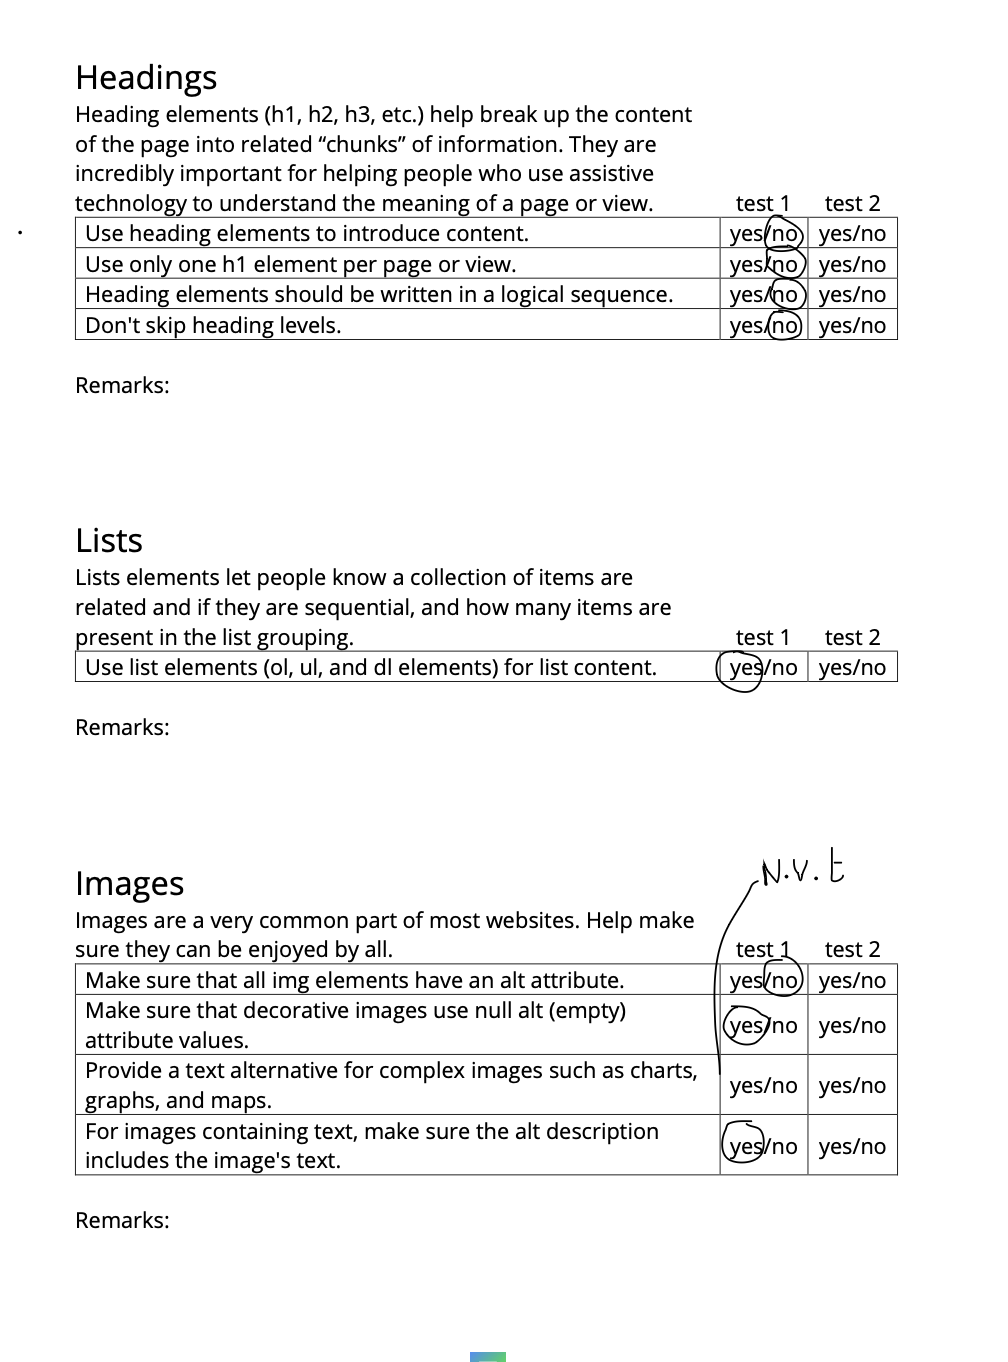 Headings
Heading elements (h1, h2, h3, etc.) help break up the content
of the page into related “chunks” of information. They are
incredibly important for helping people who use assistive
technology to understand the meaning of a page or view. test 1 test 2
Use heading elements to introduce content. yes/no yes/no
Use only one h1 element per page or view. yes/no yes/no
Heading elements should be written in a logical sequence. yes/no yes/no
Don't skip heading levels. yes/no yes/no
Remarks:
Lists
Lists elements let people know a collection of items are
related and if they are sequential, and how many items are
present in the list grouping. test 1 test 2
Use list elements (ol, ul, and dl elements) for list content. yes/no yes/no
Remarks:
N.v.t
Images
Images are a very common part of most websites. Help make
sure they can be enjoyed by all. test 1 test 2
Make sure that all img elements have an alt attribute. yes/no yes/no
Make sure that decorative images use null alt (empty)
attribute values. yes/no yes/no
Provide a text alternative for complex images such as charts,
graphs, and maps. yes/no yes/no
For images containing text, make sure the alt description
includes the image's text. yes/no yes/no
Remarks: